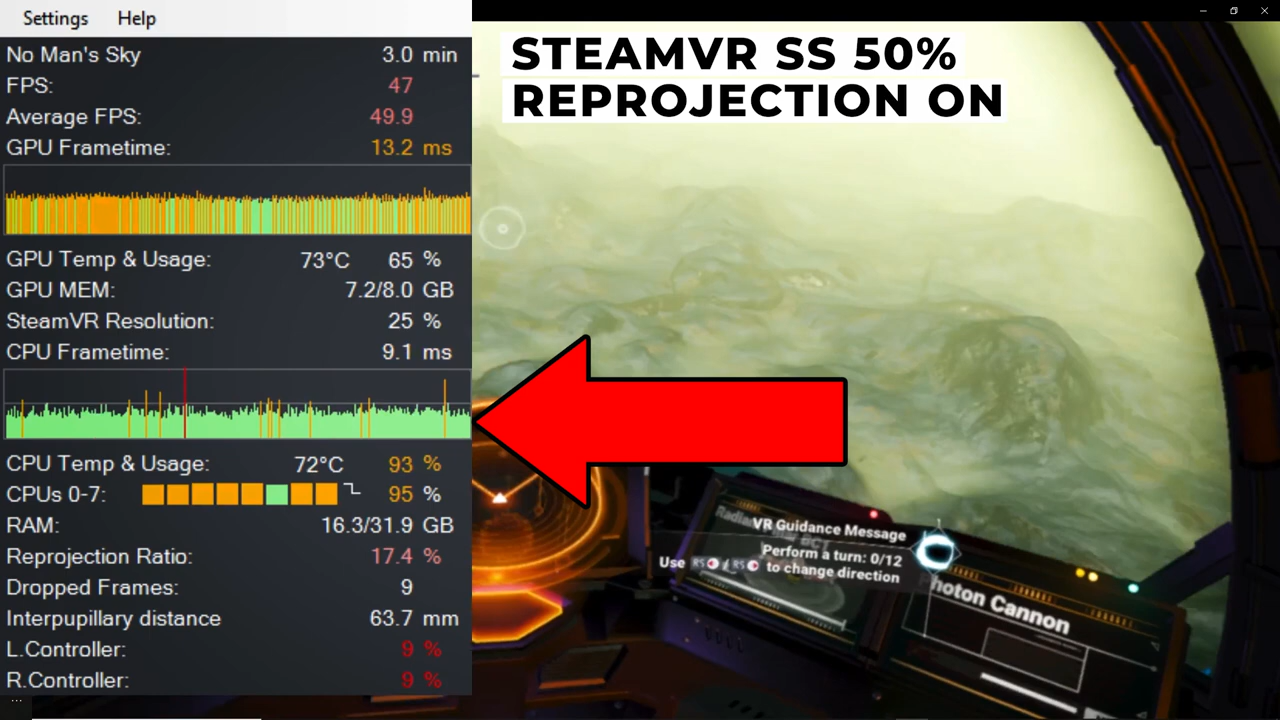 Settings Help
STEAMVR SS 50%
REPROJECTION ON
No Man's Sky 3.0 min
FPS: 47
Average FPS: 49.9
GPU Frametime: 13.2 ms
GPU Temp & Usage: 73°C 65 %
GPU MEM: 7.2/8.0 GB
SteamVR Resolution: 25 %
CPU Frametime: 9.1 ms
CPU Temp & Usage: 72°C 93 %
CPUs 0-7: 95 %
RAM: 16.3/31.9 GB
Reprojection Ratio: 17.4 %
Dropped Frames: 9
Interpupillary distance 63.7 mm
L.Controller: 9 %
R.Controller: 9 %
VR Guidance Message
Perform a turn: 0/12
Use RS / RS to change direction
Photon Cannon